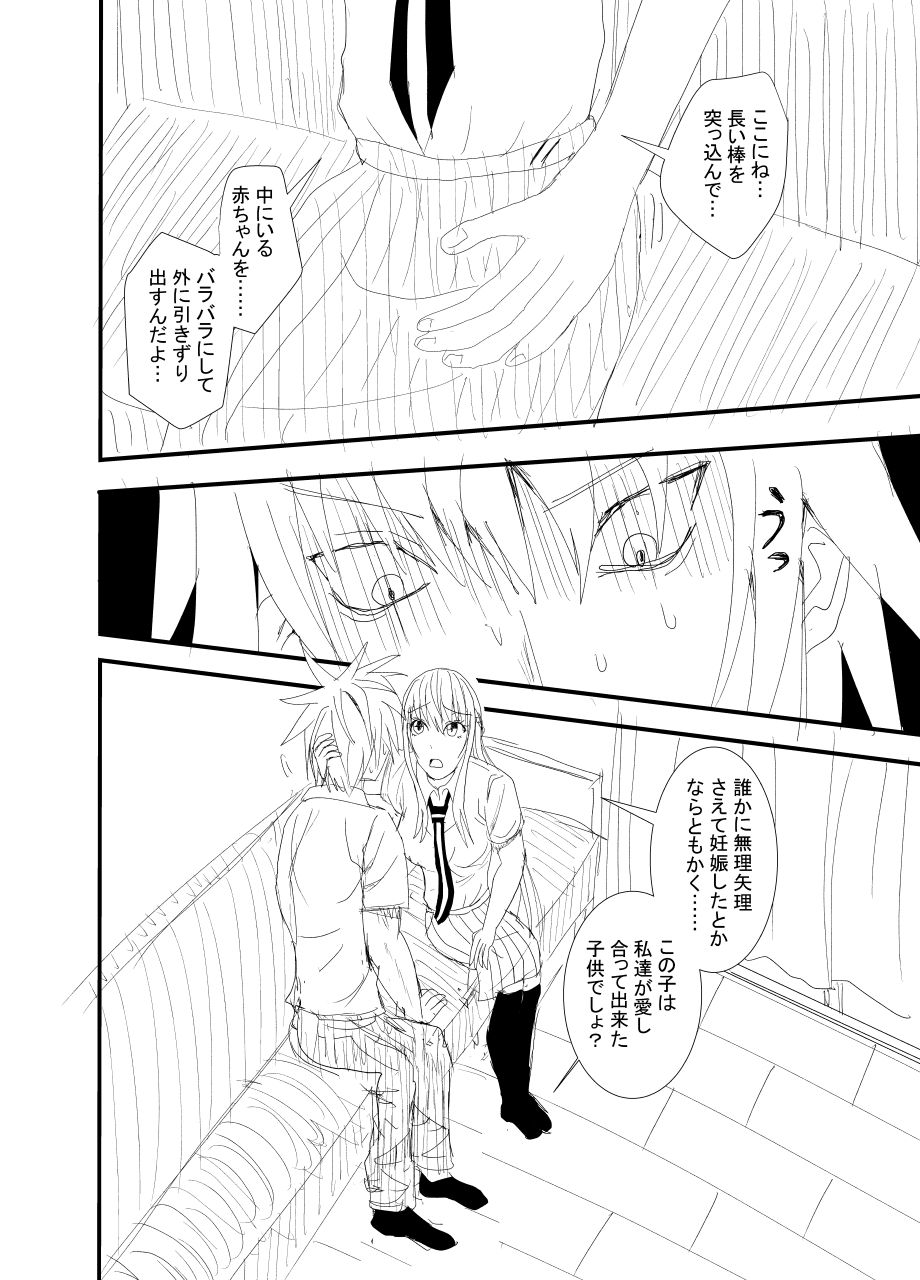 ここにね…
長い棒を
突っ込んで…
中にいる
赤ちゃんを……
バラバラにして
外に引きずり
出すんだよ…
うっ
誰かに無理矢理
さえて妊娠したとか
ならともかく……
この子は
私達が愛し
合って出来た
子供でしょ？